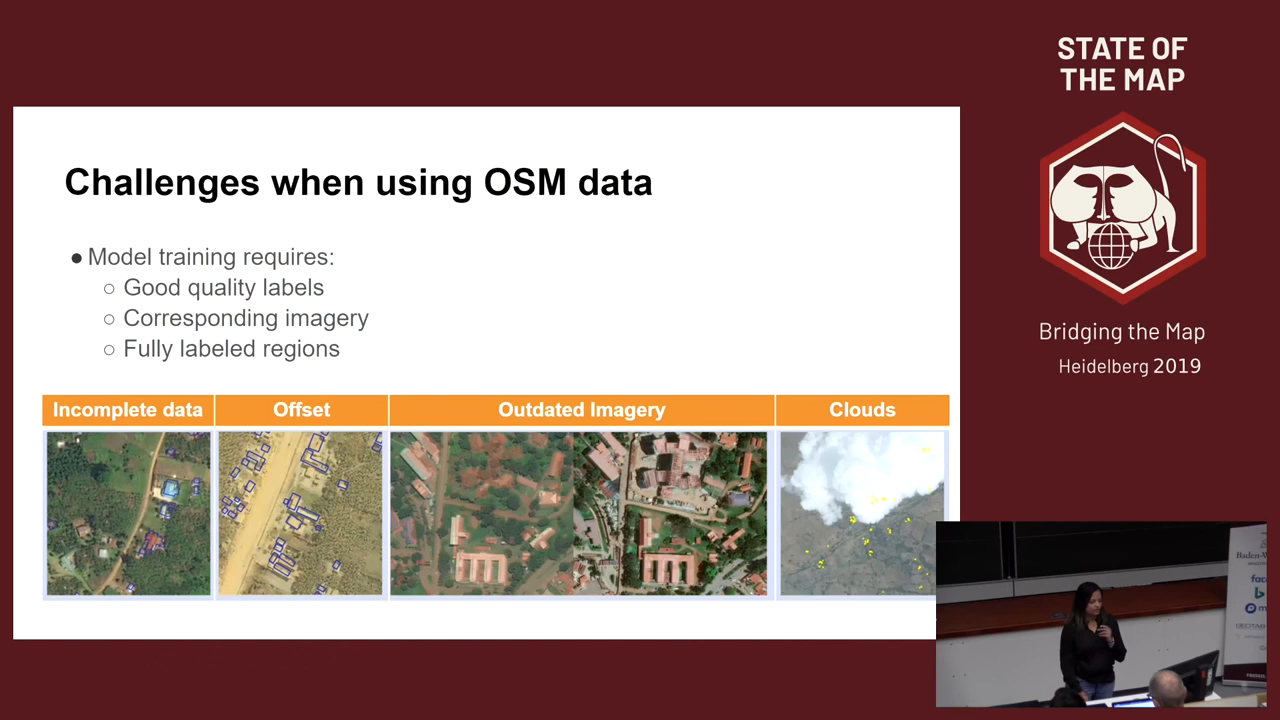 STATE OF
THE MAP
Bridging the Map
Heidelberg 2019
Challenges when using OSM data
● Model training requires:
○ Good quality labels
○ Corresponding imagery
○ Fully labeled regions
Incomplete data
Offset
Outdated Imagery
Clouds